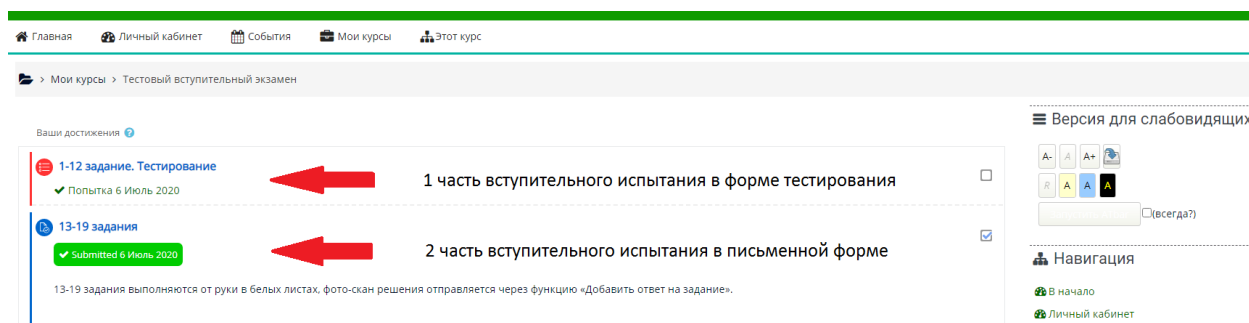 Главная Личный кабинет События Мои курсы Этот курс
> Мои курсы > Тестовый вступительный экзамен
Ваши достижения ?
1-12 задание. Тестирование
Попытка 6 Июль 2020
1 часть вступительного испытания в форме тестирования
13-19 задания
Submitted 6 Июль 2020
2 часть вступительного испытания в письменной форме
13-19 задания выполняются от руки в белых листах, фото-скан решения отправляется через функцию «Добавить ответ на задание».
Версия для слабовидящих
A- A A+
R A A A
(всегда?)
Навигация
В начало
Личный кабинет